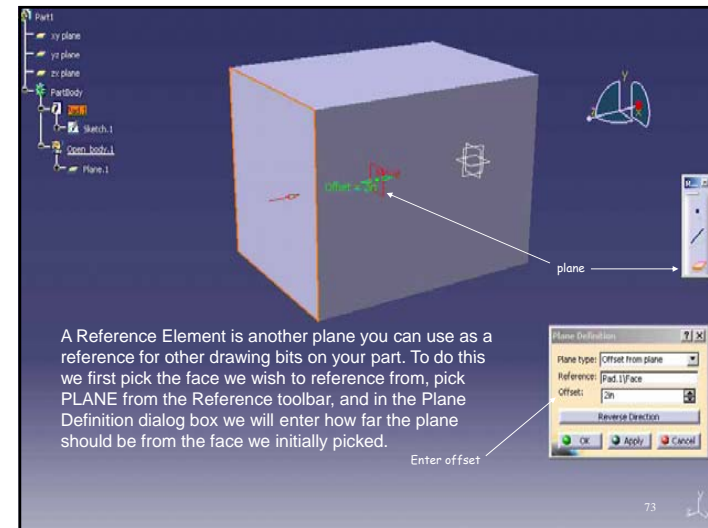 Part1
xy plane
yz plane
zx plane
PartBody
Pad.1
Sketch.1
Open_body.1
Plane.1
Offset = 2in
y
z
x
plane
A Reference Element is another plane you can use as a
reference for other drawing bits on your part. To do this
we first pick the face we wish to reference from, pick
PLANE from the Reference toolbar, and in the Plane
Definition dialog box we will enter how far the plane
should be from the face we initially picked.
Enter offset
Plane Definition
Plane type: Offset from plane
Reference: Pad.1\Face
Offset: 2in
Reverse Direction
OK Apply Cancel
73